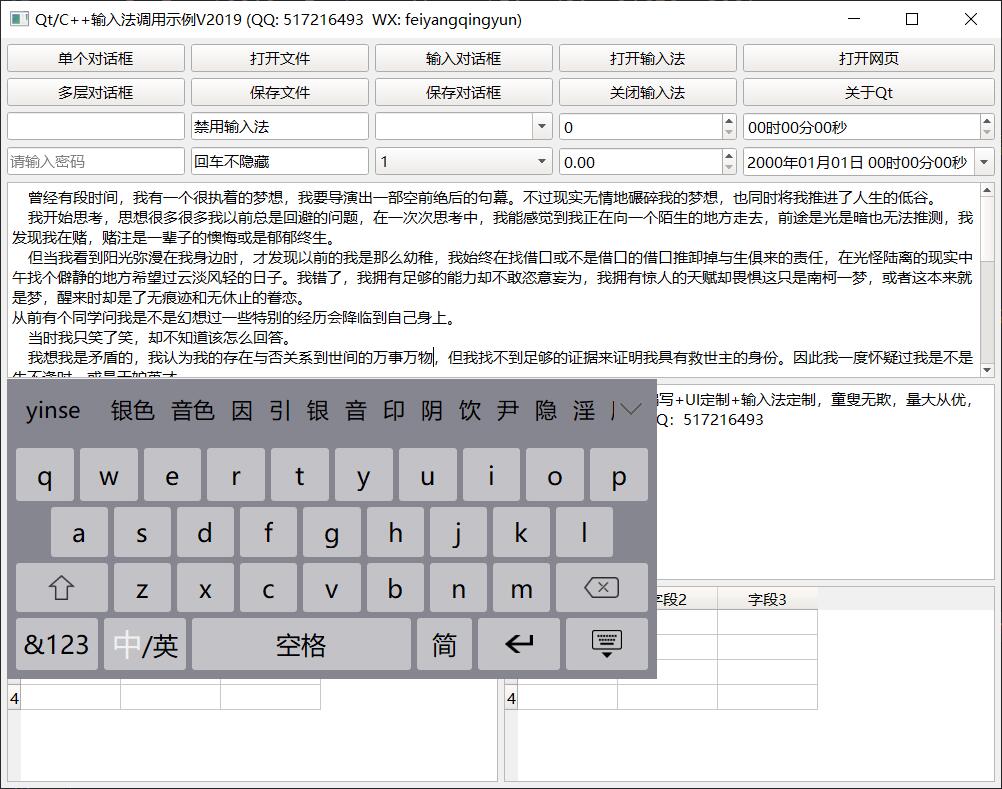 Qt/C++输入法调用示例V2019 (QQ: 517216493 WX: feiyangqingyun)
单个对话框 打开文件 输入对话框 打开输入法 打开网页
多层对话框 保存文件 保存对话框 关闭输入法 关于Qt
禁用输入法 0 00时00分00秒
请输入密码 回车不隐藏 1 0.00 2000年01月01日 00时00分00秒
曾经有段时间，我有一个很执着的梦想，我要导演出一部空前绝后的句幕。不过现实无情地碾碎我的梦想，也同时将我推进了人生的低谷。
我开始思考，思想很多很多我以前总是回避的问题，在一次次思考中，我能感觉到我正在向一个陌生的地方走去，前途是光是暗也无法推测，我
发现我在赌，赌注是一辈子的懊悔或是郁郁终生。
但当我看到阳光弥漫在我身边时，才发现以前的我是那么幼稚，我始终在找借口或不是借口的借口推卸掉与生俱来的责任，在光怪陆离的现实中
午找个僻静的地方希望过云淡风轻的日子。我错了，我拥有足够的能力却不敢恣意妄为，我拥有惊人的天赋却畏惧这只是南柯一梦，或者这本来就
是梦，醒来时却是了无痕迹和无休止的眷恋。
从前有个同学问我是不是幻想过一些特别的经历会降临到自己身上。
当时我只笑了笑，却不知道该怎么回答。
我想我是矛盾的，我认为我的存在与否关系到世间的万事万物，但我找不到足够的证据来证明我具有救世主的身份。因此我一度怀疑过我是不是
写+UI定制+输入法定制，童叟无欺，量大从优，
Q：517216493
yinse 银色 音色 因 引 银 音 印 阴 饮 尹 隐 淫
q w e r t y u i o p
a s d f g h j k l
z x c v b n m
&123 中/英 空格 简
字段2 字段3
4 4